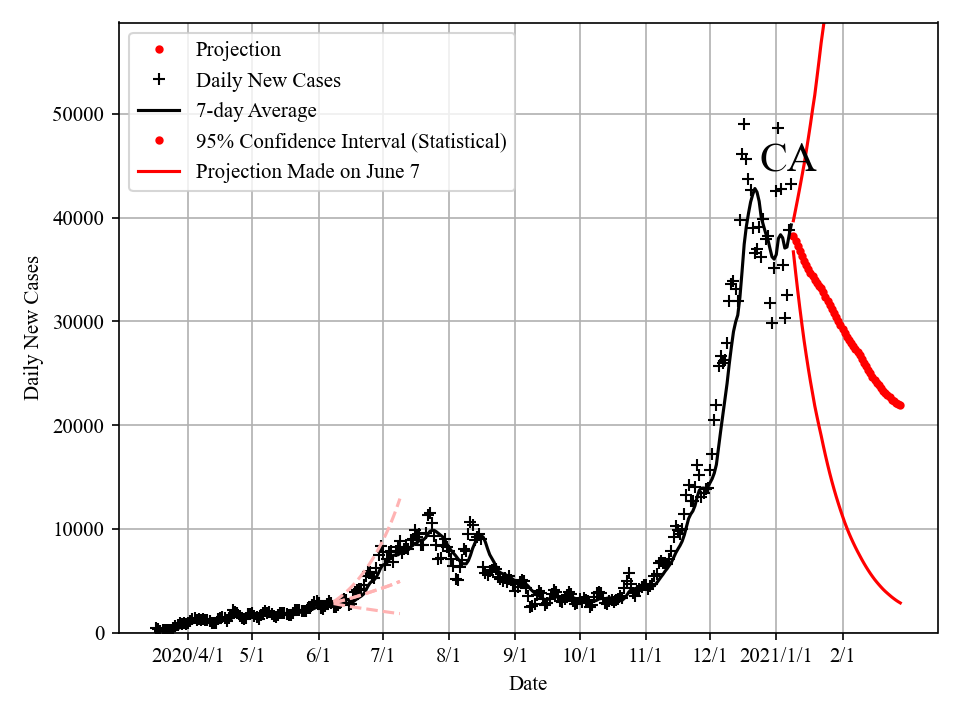 Projection
Daily New Cases
7-day Average
95% Confidence Interval (Statistical)
Projection Made on June 7
CA
50000
40000
30000
20000
10000
0
Daily New Cases
2020/4/1 5/1 6/1 7/1 8/1 9/1 10/1 11/1 12/1 2021/1/1 2/1
Date